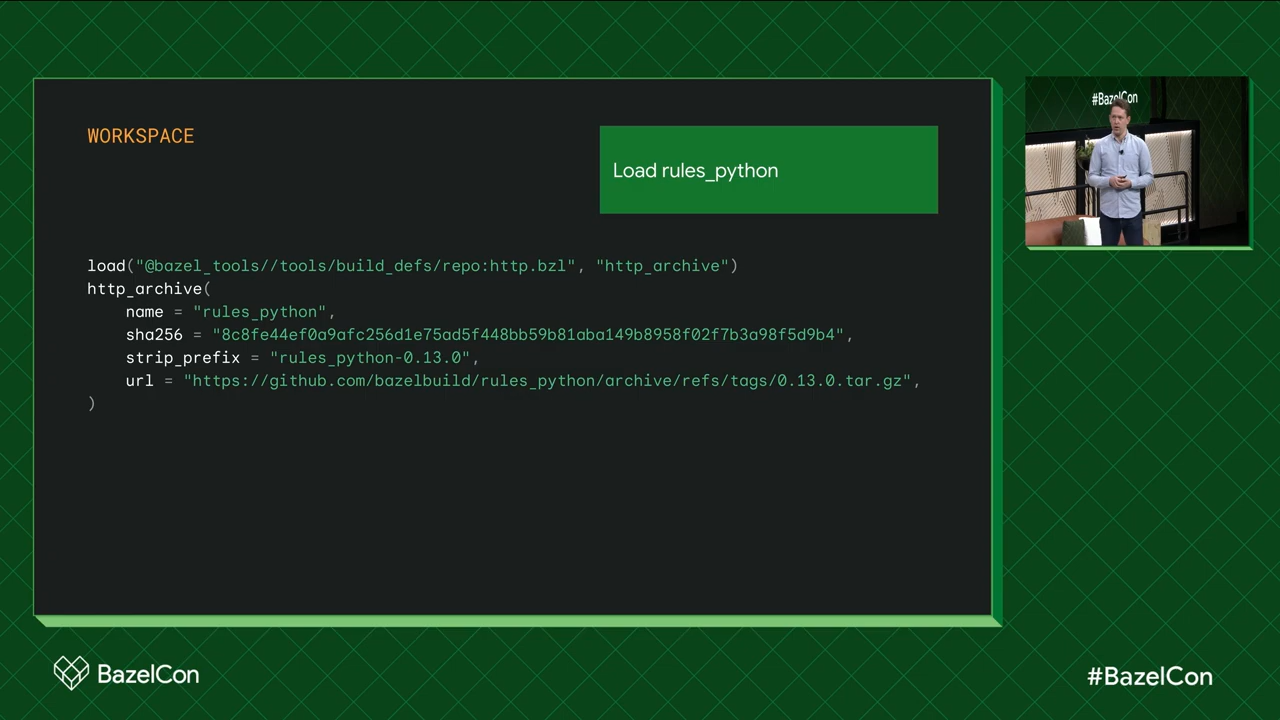 WORKSPACE
Load rules_python
load("@bazel_tools//tools/build_defs/repo:http.bzl", "http_archive")
http_archive(
    name = "rules_python",
    sha256 = "8c8fe44ef0a9afc256d1e75ad5f448bb59b81aba149b8958f02f7b3a98f5d9b4",
    strip_prefix = "rules_python-0.13.0",
    url = "https://github.com/bazelbuild/rules_python/archive/refs/tags/0.13.0.tar.gz",
)
#BazelCon
BazelCon
#BazelCon